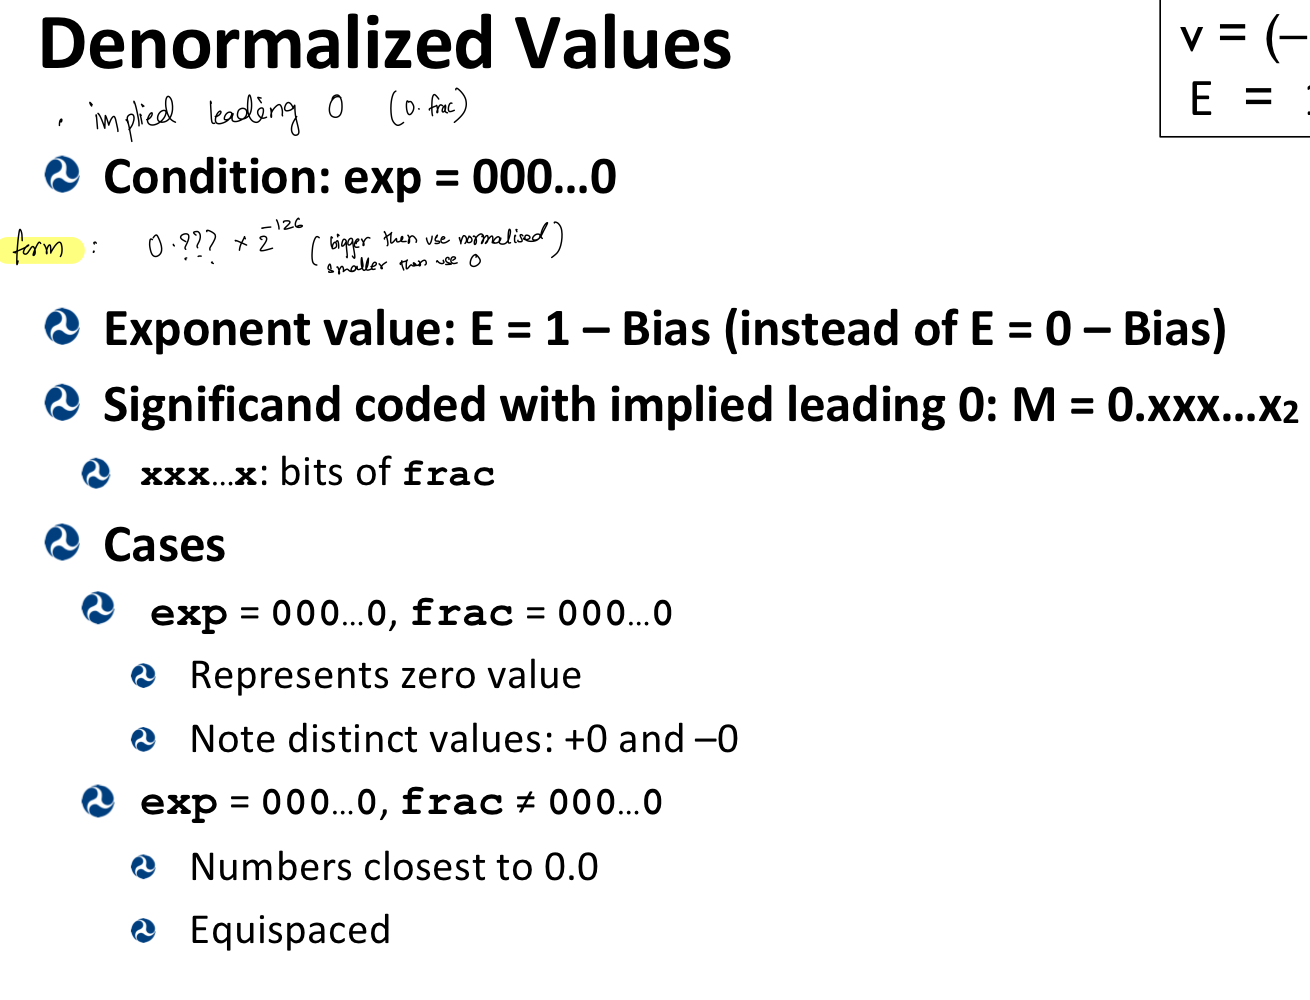 Denormalized Values
v = (–
E =
. implied leading 0 (0.frac)
Condition: exp = 000…0
form : 0.??? x 2^-126 (bigger then use normalised)
smaller then use 0
Exponent value: E = 1 – Bias (instead of E = 0 – Bias)
Significand coded with implied leading 0: M = 0.xxx…x2
xxx…x: bits of frac
Cases
exp = 000…0, frac = 000…0
Represents zero value
Note distinct values: +0 and –0
exp = 000…0, frac ≠ 000…0
Numbers closest to 0.0
Equispaced